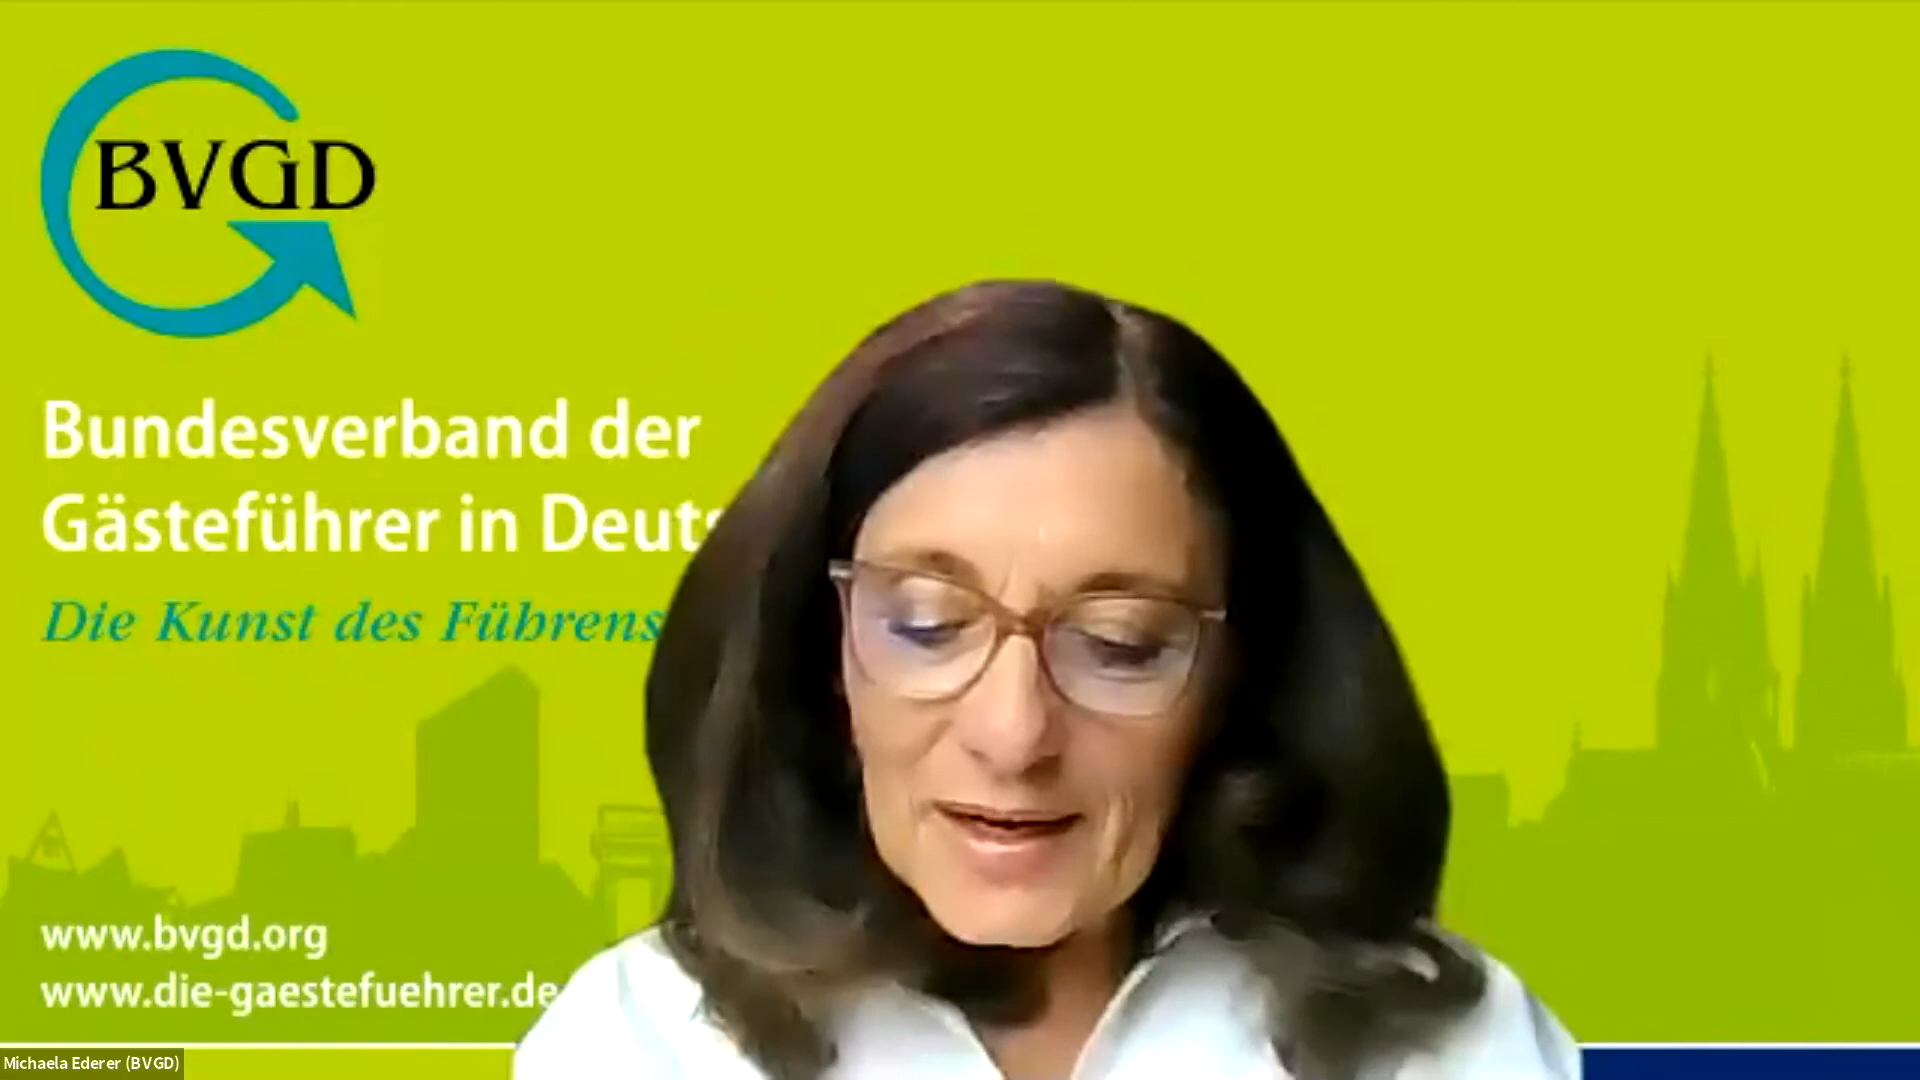 BVGD
Bundesverband der
Gästeführer in Deuts
Die Kunst des Führens
www.bvgd.org
www.die-gaestefuehrer.de
Michaela Ederer (BVGD)